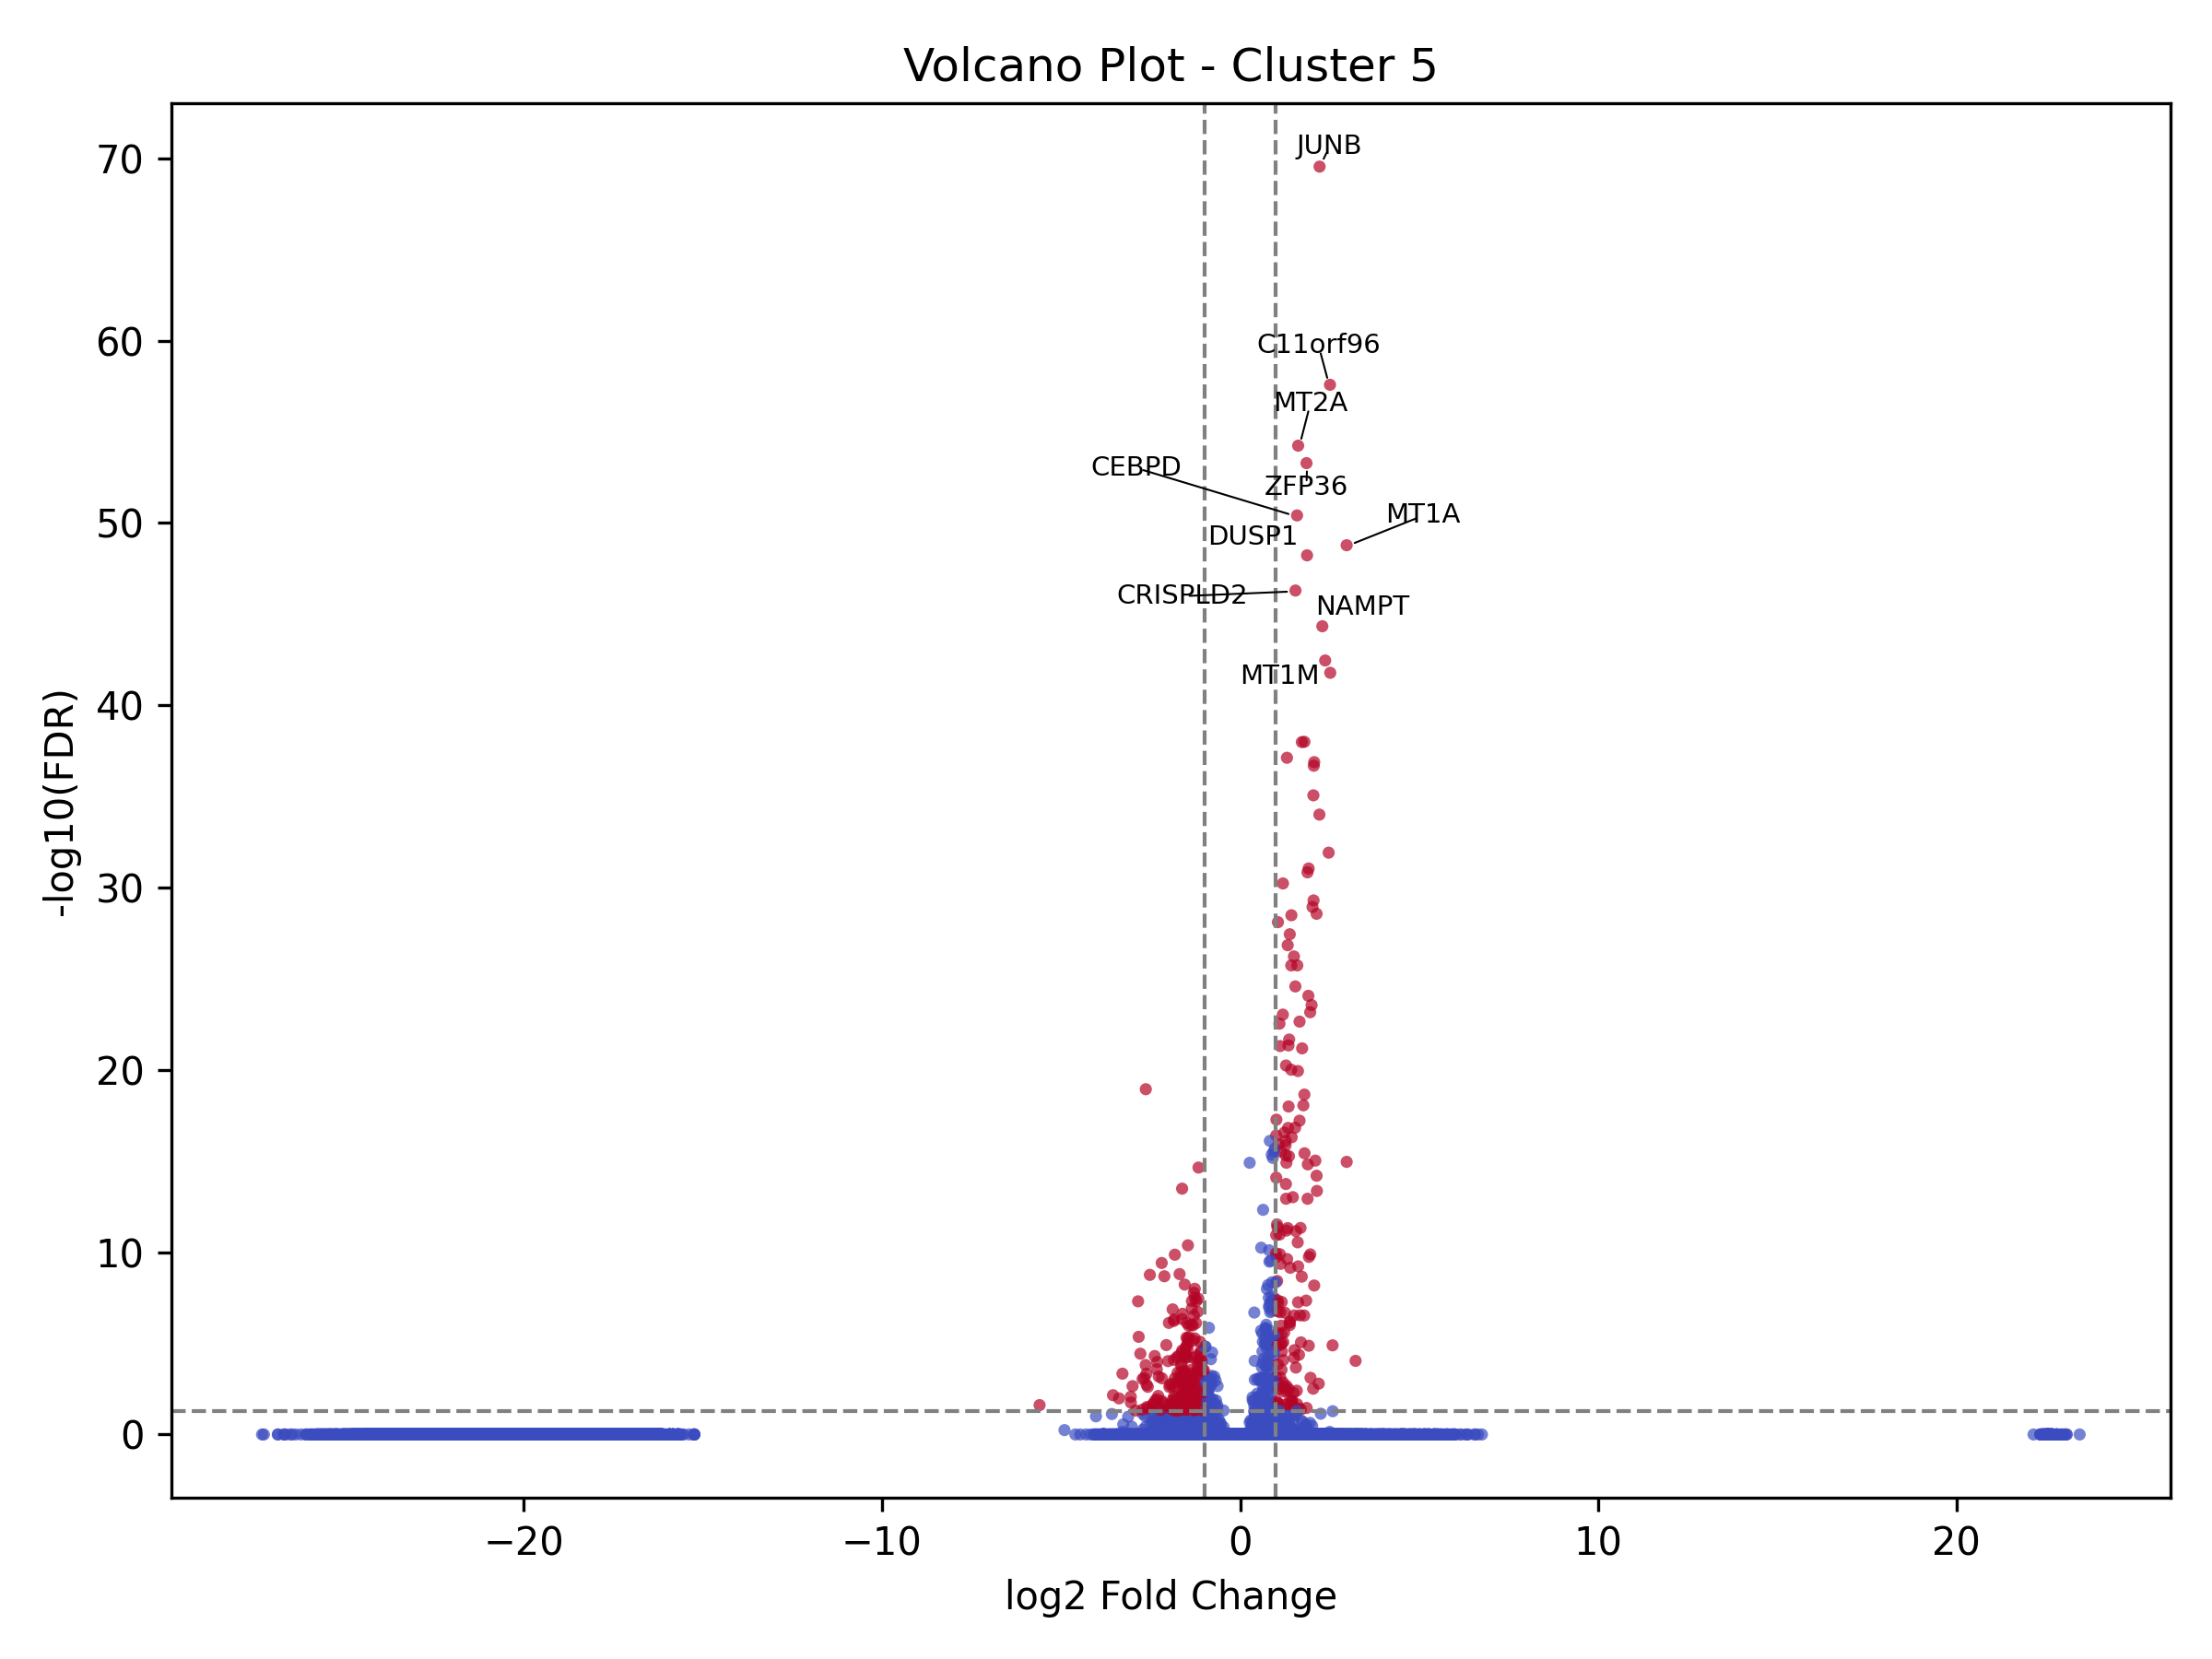 Volcano Plot - Cluster 5
JUNB
C11orf96
MT2A
CEBPD
ZFP36
MT1A
DUSP1
CRISPLD2
NAMPT
MT1M
70
60
50
40
30
20
10
0
-log10(FDR)
−20
−10
0
10
20
log2 Fold Change